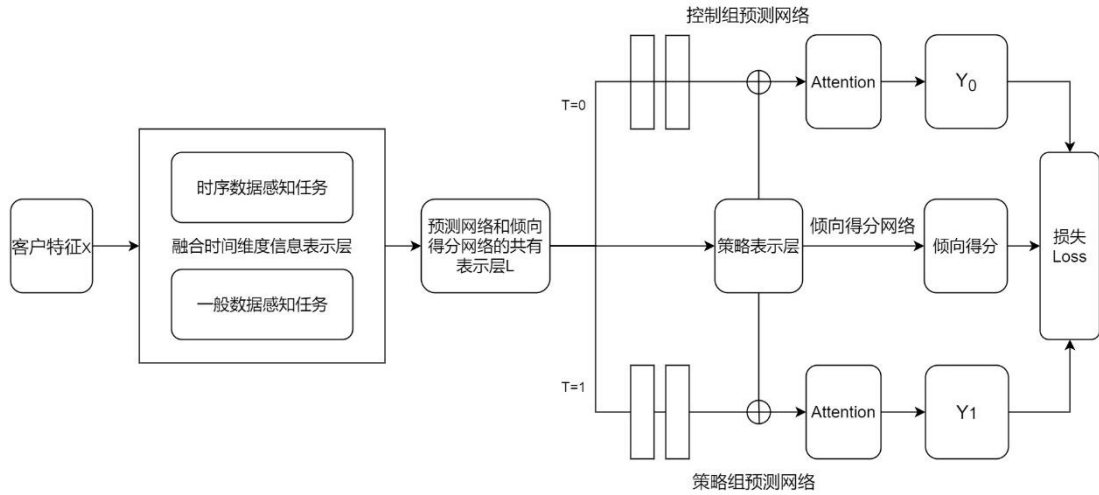 客户特征x
时序数据感知任务
融合时间维度信息表示层
一般数据感知任务
预测网络和倾向
得分网络的共有
表示层L
控制组预测网络
T=0
Attention
Y0
策略表示层
倾向得分网络
倾向得分
损失
Loss
T=1
Attention
Y1
策略组预测网络